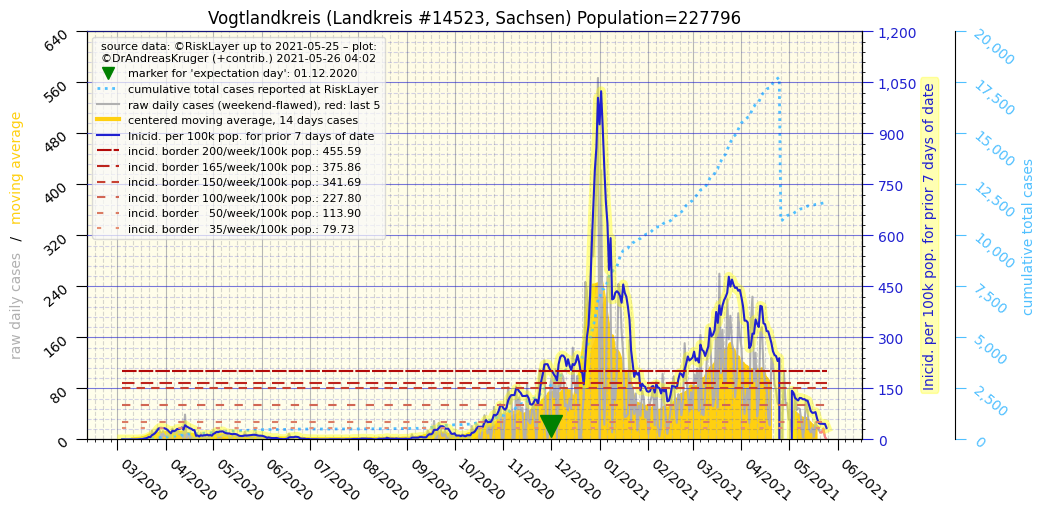 Vogtlandkreis (Landkreis #14523, Sachsen) Population=227796
source data: ©RiskLayer up to 2021-05-25 – plot:
©DrAndreasKruger (+contrib.) 2021-05-26 04:02
marker for 'expectation day': 01.12.2020
cumulative total cases reported at RiskLayer
raw daily cases (weekend-flawed), red: last 5
centered moving average, 14 days cases
Inicid. per 100k pop. for prior 7 days of date
incid. border 200/week/100k pop.: 455.59
incid. border 165/week/100k pop.: 375.86
incid. border 150/week/100k pop.: 341.69
incid. border 100/week/100k pop.: 227.80
incid. border 50/week/100k pop.: 113.90
incid. border 35/week/100k pop.: 79.73
raw daily cases / moving average
640
560
480
400
320
240
160
80
0
03/2020
04/2020
05/2020
06/2020
07/2020
08/2020
09/2020
10/2020
11/2020
12/2020
01/2021
02/2021
03/2021
04/2021
05/2021
06/2021
1,200
1,050
900
750
600
450
300
150
0
Inicid. per 100k pop. for prior 7 days of date
20,000
17,500
15,000
12,500
10,000
7,500
5,000
2,500
0
cumulative total cases